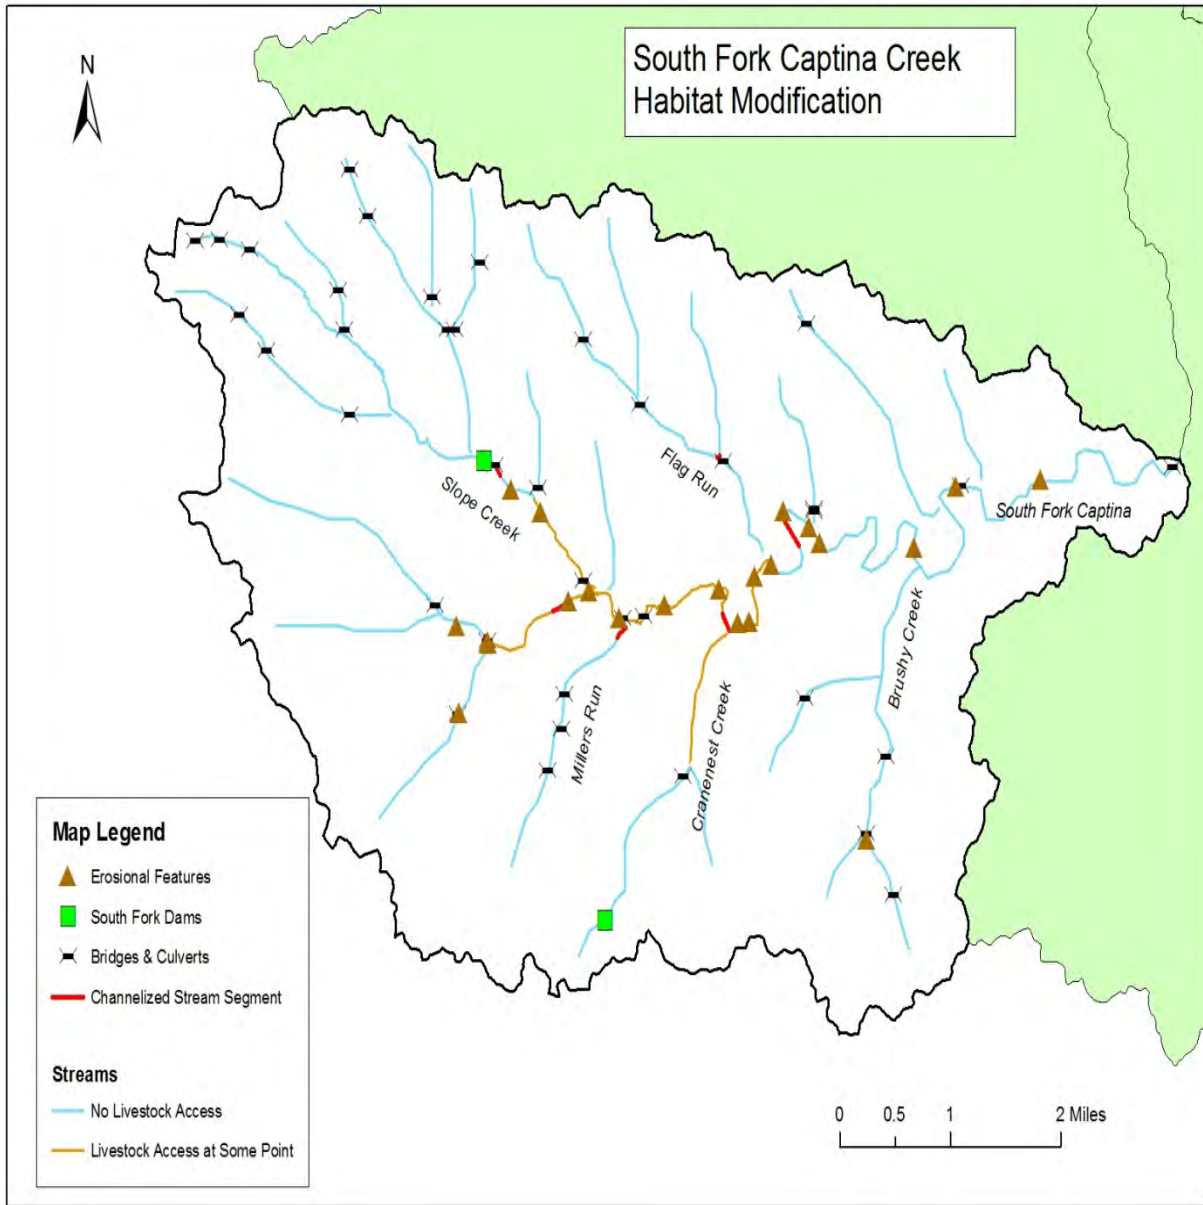 South Fork Captina Creek
Habitat Modification
N
Flag Run
Slope Creek
South Fork Captina
Brushy Creek
Millers Run
Cranenest Creek
Map Legend
Erosional Features
South Fork Dams
Bridges & Culverts
Channelized Stream Segment
Streams
No Livestock Access
Livestock Access at Some Point
0 0.5 1 2 Miles